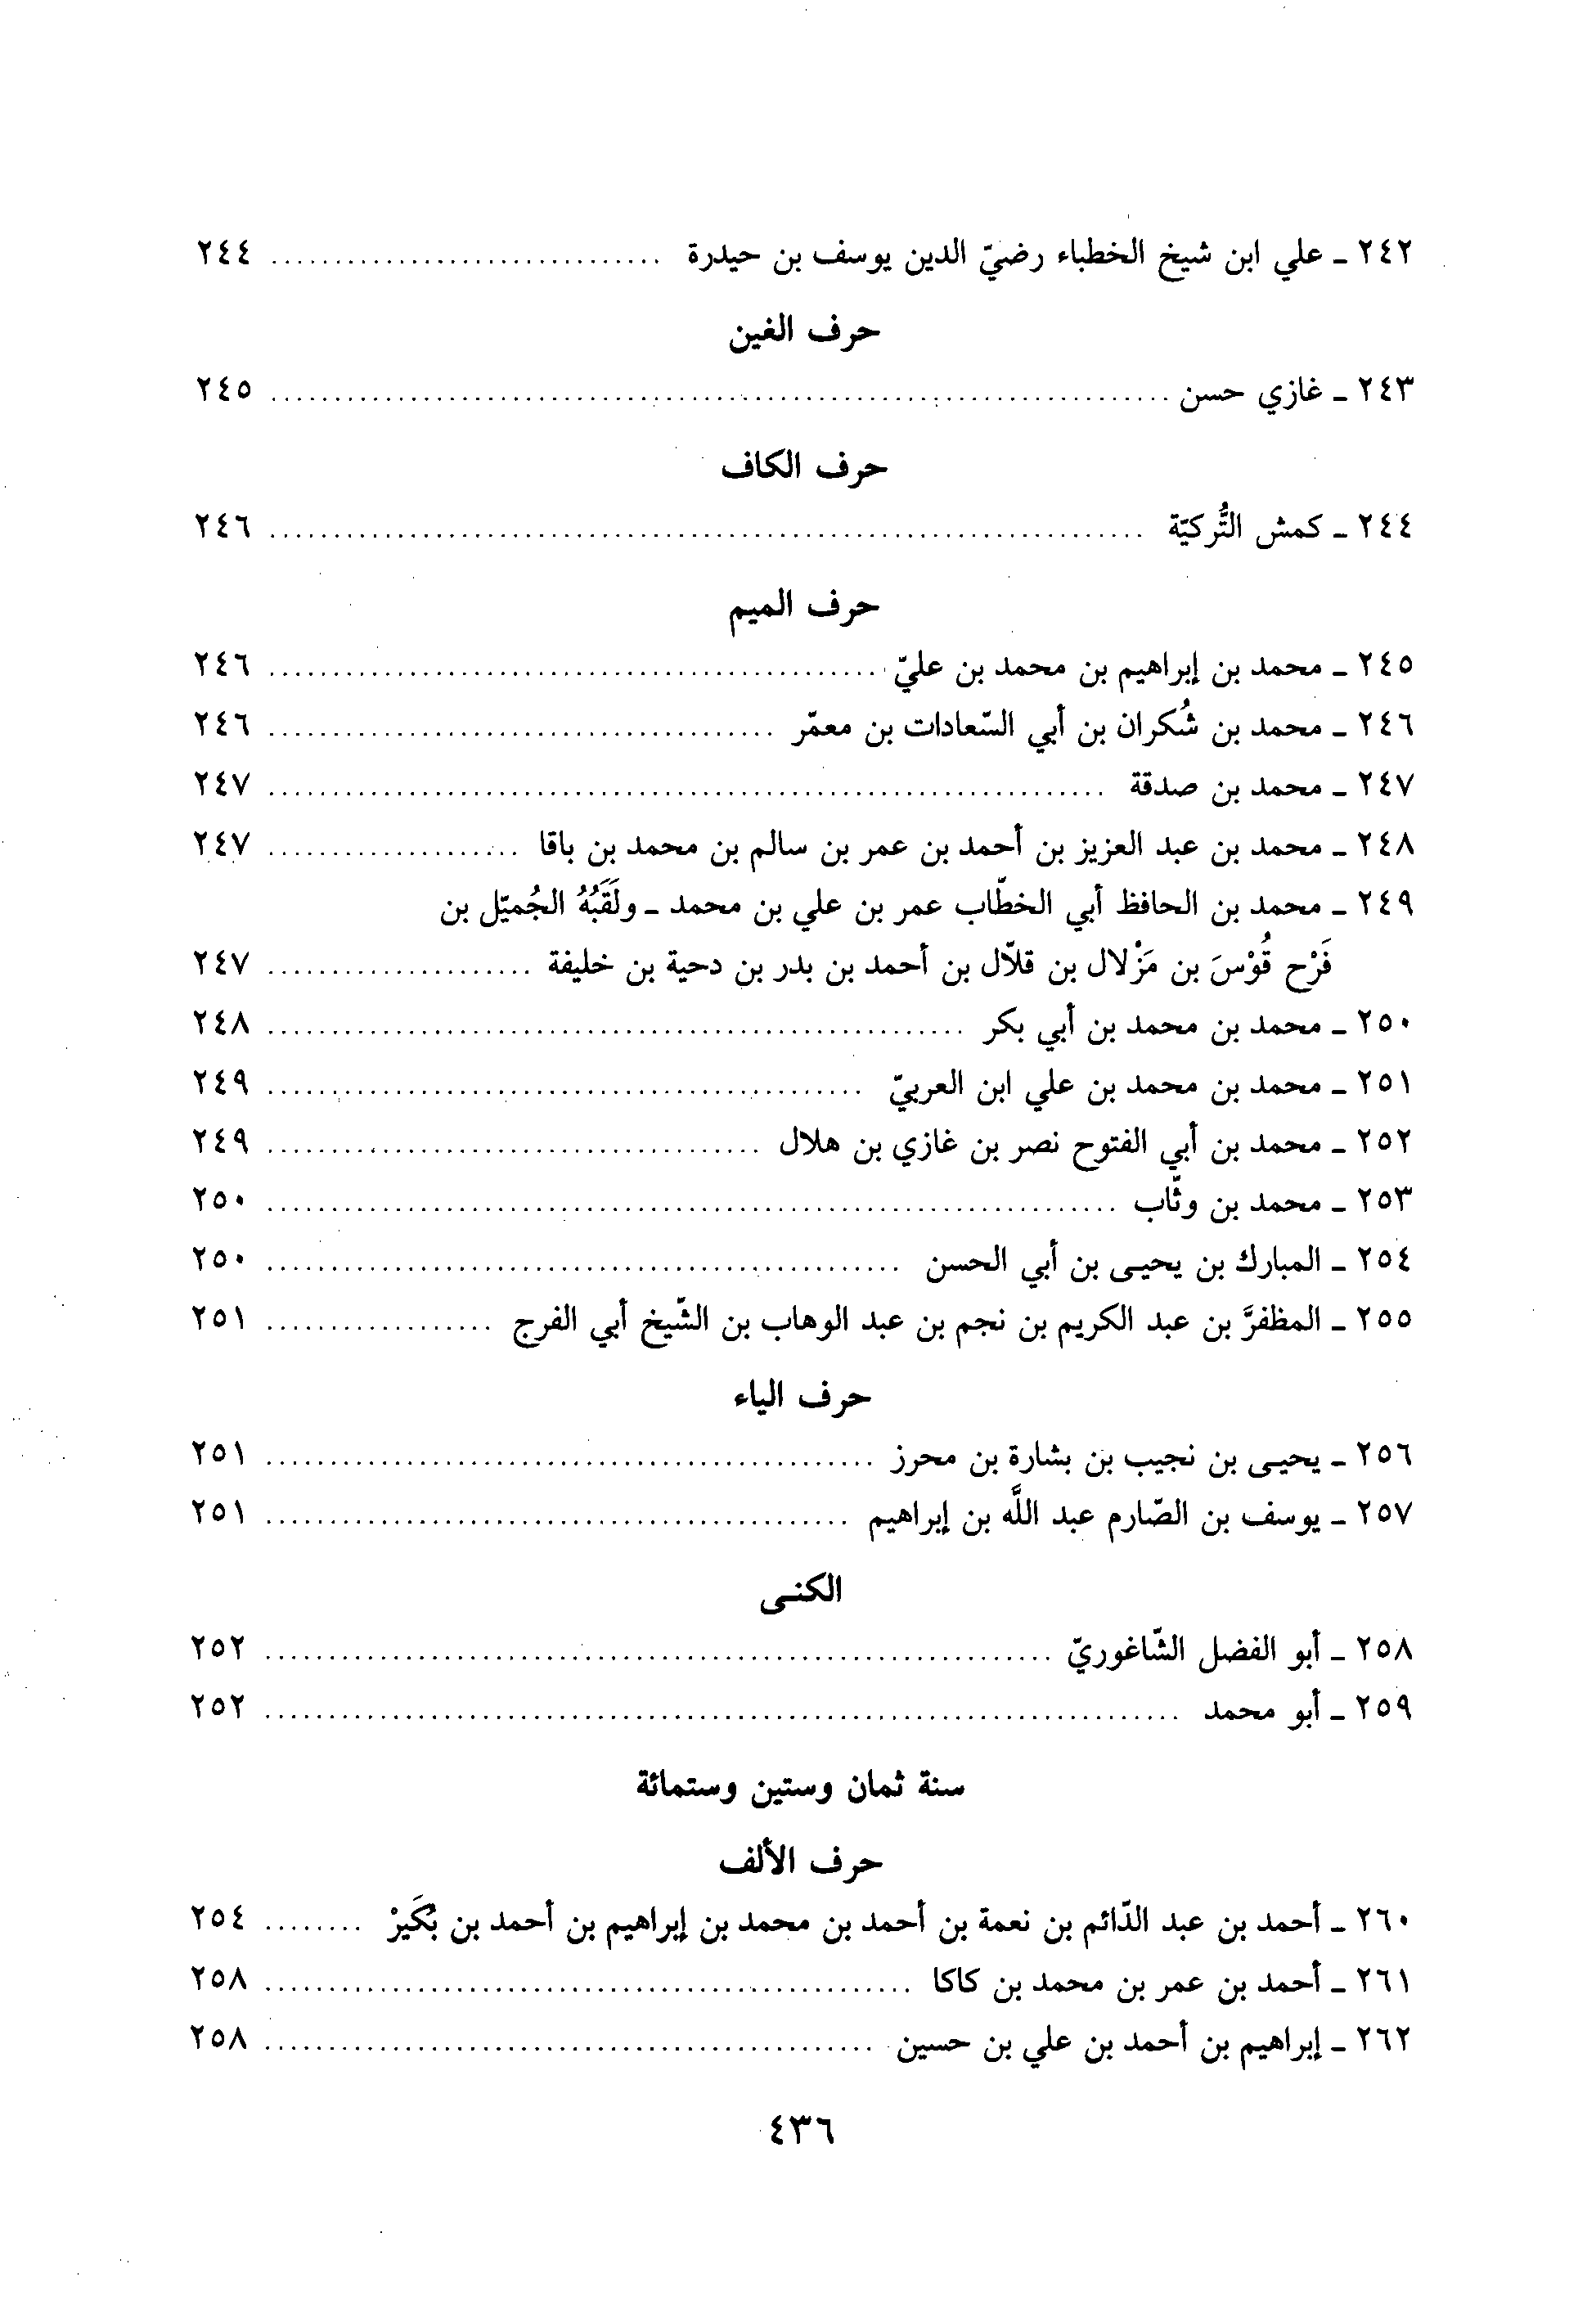 ٢٤٢ ـ علي ابن شيخ الخطباء رضيّ الدين يوسف بن حيدرة ............................... ٢٤٤
حرف الغين
٢٤٣ ـ غازي حسن ............................... ٢٤٥
حرف الكاف
٢٤٤ ـ كمش التُّركيّة ............................... ٢٤٦
حرف الميم
٢٤٥ ـ محمد بن إبراهيم بن محمد بن عليّ ............................... ٢٤٦
٢٤٦ ـ محمد بن شُكران بن أبي السّعادات بن معمّر ............................... ٢٤٦
٢٤٧ ـ محمد بن صدقة ............................... ٢٤٧
٢٤٨ ـ محمد بن عبد العزيز بن أحمد بن عمر بن سالم بن محمد بن باقا .................... ٢٤٧
٢٤٩ ـ محمد بن الحافظ أبي الخطّاب عمر بن علي بن محمد ـ ولَقَبُهُ الجُميّل بن
فَرْح قُوْسَ بن مَزْلال بن قلاّل بن أحمد بن بدر بن دحية بن خليفة ..................... ٢٤٧
٢٥٠ ـ محمد بن محمد بن أبي بكر ............................... ٢٤٨
٢٥١ ـ محمد بن محمد بن علي ابن العربيّ ............................... ٢٤٩
٢٥٢ ـ محمد بن أبي الفتوح نصر بن غازي بن هلال ............................... ٢٤٩
٢٥٣ ـ محمد بن وثّاب ............................... ٢٥٠
٢٥٤ ـ المبارك بن يحيى بن أبي الحسن ............................... ٢٥٠
٢٥٥ ـ المظفرَّ بن عبد الكريم بن نجم بن عبد الوهاب بن الشّيخ أبي الفرج .................. ٢٥١
حرف الياء
٢٥٦ ـ يحيى بن نجيب بن بشارة بن محرز ............................... ٢٥١
٢٥٧ ـ يوسف بن الصّارم عبد اللَّه بن إبراهيم ............................... ٢٥١
الكنى
٢٥٨ ـ أبو الفضل الشّاغوريّ ............................... ٢٥٢
٢٥٩ ـ أبو محمد ............................... ٢٥٢
سنة ثمان وستين وستمائة
حرف الألف
٢٦٠ ـ أحمد بن عبد الدّائم بن نعمة بن أحمد بن محمد بن إبراهيم بن أحمد بن بُكَيرْ ........ ٢٥٤
٢٦١ ـ أحمد بن عمر بن محمد بن كاكا ............................... ٢٥٨
٢٦٢ ـ إبراهيم بن أحمد بن علي بن حسين ............................... ٢٥٨
٤٣٦